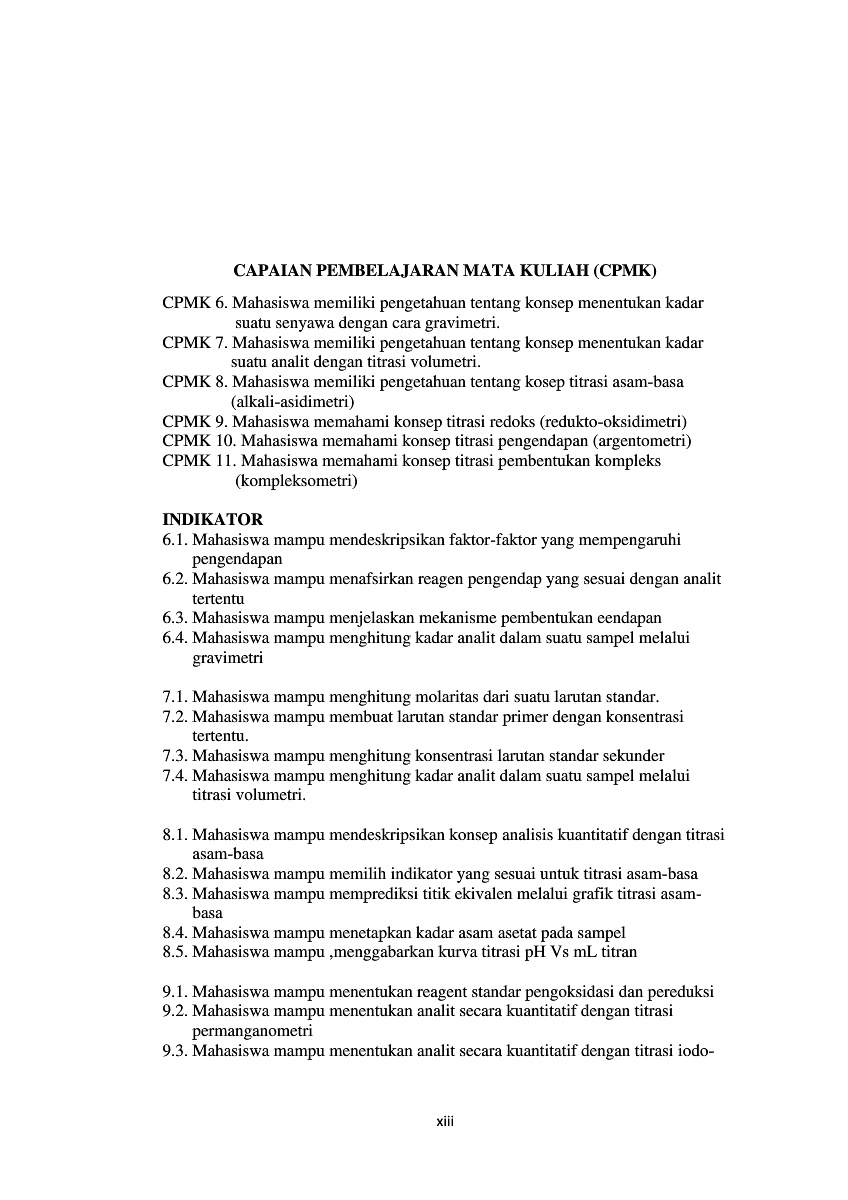 CAPAIAN PEMBELAJARAN MATA KULIAH (CPMK)
CPMK 6. Mahasiswa memiliki pengetahuan tentang konsep menentukan kadar
suatu senyawa dengan cara gravimetri.
CPMK 7. Mahasiswa memiliki pengetahuan tentang konsep menentukan kadar
suatu analit dengan titrasi volumetri.
CPMK 8. Mahasiswa memiliki pengetahuan tentang kosep titrasi asam-basa
(alkali-asidimetri)
CPMK 9. Mahasiswa memahami konsep titrasi redoks (redukto-oksidimetri)
CPMK 10. Mahasiswa memahami konsep titrasi pengendapan (argentometri)
CPMK 11. Mahasiswa memahami konsep titrasi pembentukan kompleks
(kompleksometri)
INDIKATOR
6.1. Mahasiswa mampu mendeskripsikan faktor-faktor yang mempengaruhi
pengendapan
6.2. Mahasiswa mampu menafsirkan reagen pengendap yang sesuai dengan analit
tertentu
6.3. Mahasiswa mampu menjelaskan mekanisme pembentukan eendapan
6.4. Mahasiswa mampu menghitung kadar analit dalam suatu sampel melalui
gravimetri
7.1. Mahasiswa mampu menghitung molaritas dari suatu larutan standar.
7.2. Mahasiswa mampu membuat larutan standar primer dengan konsentrasi
tertentu.
7.3. Mahasiswa mampu menghitung konsentrasi larutan standar sekunder
7.4. Mahasiswa mampu menghitung kadar analit dalam suatu sampel melalui
titrasi volumetri.
8.1. Mahasiswa mampu mendeskripsikan konsep analisis kuantitatif dengan titrasi
asam-basa
8.2. Mahasiswa mampu memilih indikator yang sesuai untuk titrasi asam-basa
8.3. Mahasiswa mampu memprediksi titik ekivalen melalui grafik titrasi asam-
basa
8.4. Mahasiswa mampu menetapkan kadar asam asetat pada sampel
8.5. Mahasiswa mampu ,menggabarkan kurva titrasi pH Vs mL titran
9.1. Mahasiswa mampu menentukan reagent standar pengoksidasi dan pereduksi
9.2. Mahasiswa mampu menentukan analit secara kuantitatif dengan titrasi
permanganometri
9.3. Mahasiswa mampu menentukan analit secara kuantitatif dengan titrasi iodo-
xiii